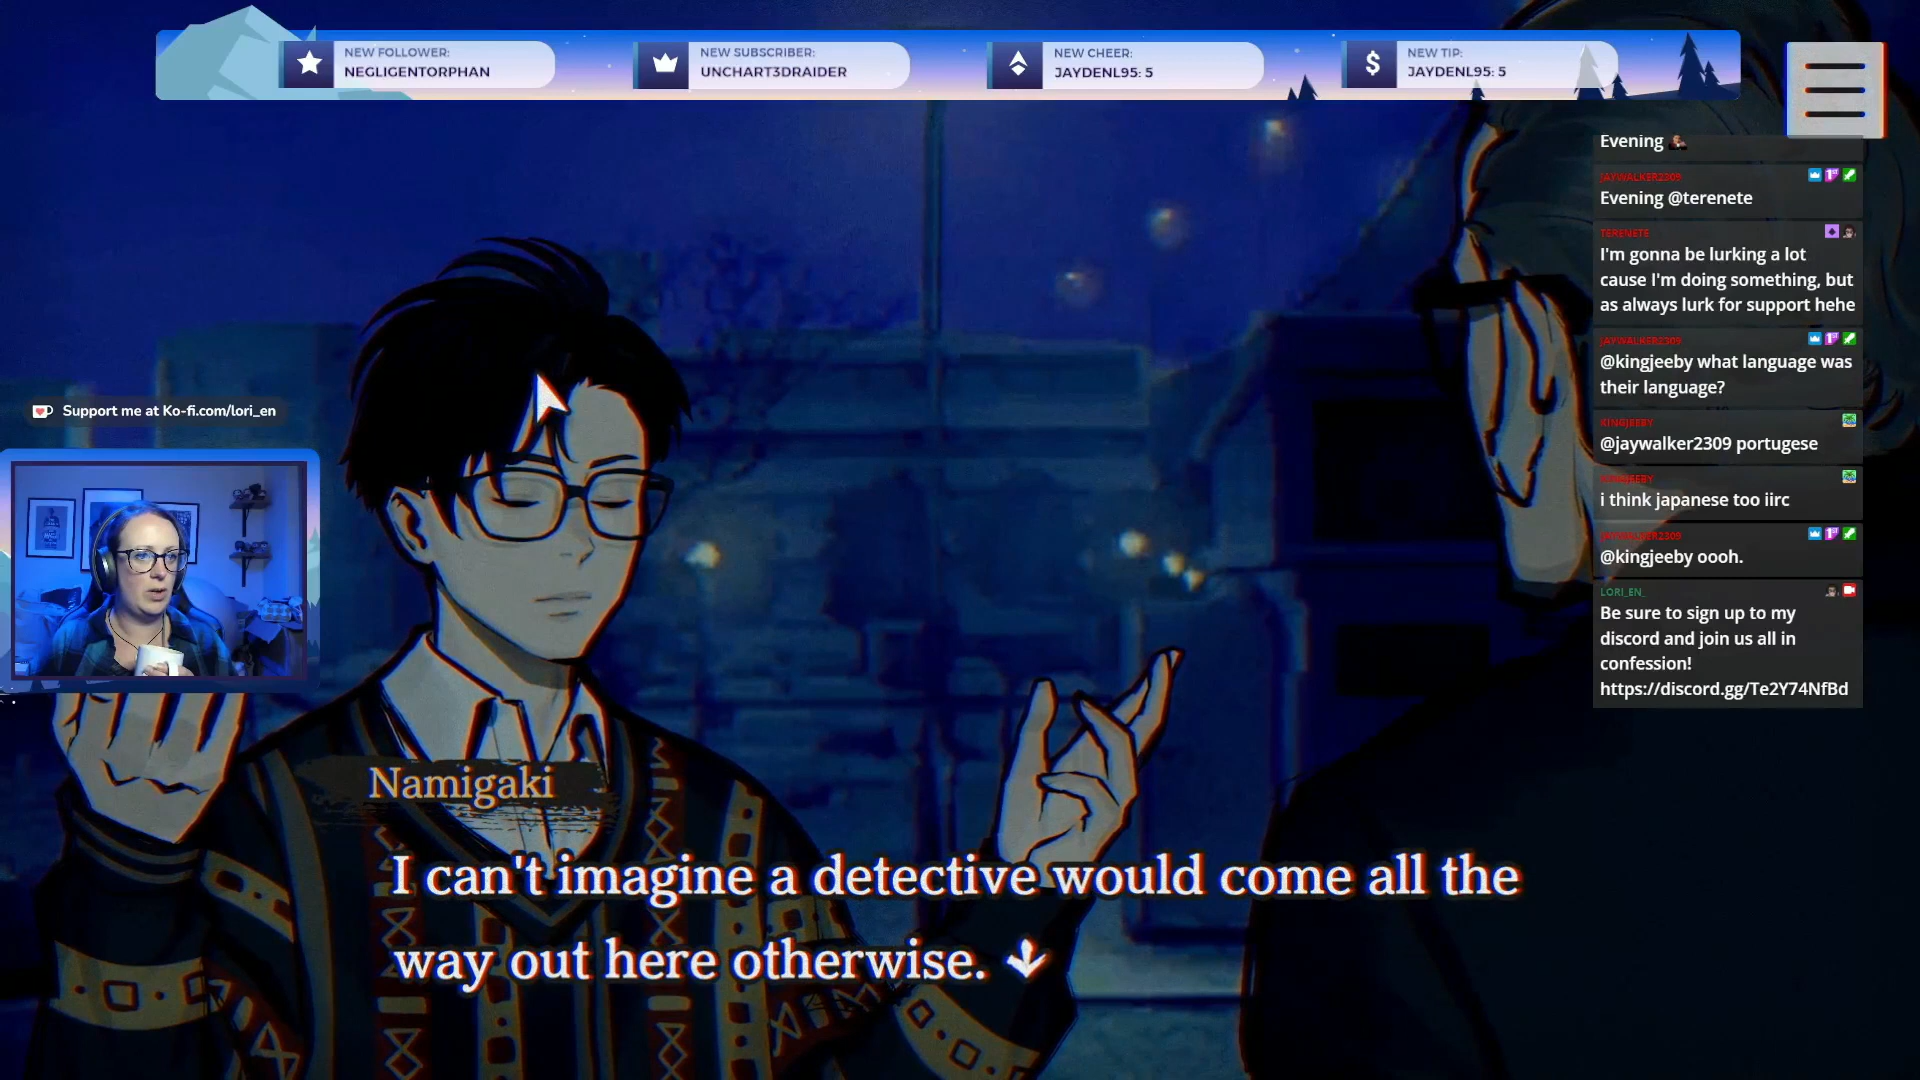 NEW FOLLOWER:
NEGLIGENTORPHAN
NEW SUBSCRIBER:
UNCHART3DRAIDER
NEW CHEER:
JAYDENL95: 5
NEW TIP:
JAYDENL95: 5
Evening
JAYWALKER2309
Evening @terenete
TERENETE
I'm gonna be lurking a lot
cause I'm doing something, but
as always lurk for support hehe
JAYWALKER2309
@kingjeeby what language was
their language?
KINGJEEBY
@jaywalker2309 portugese
KINGJEEBY
i think japanese too iirc
JAYWALKER2309
@kingjeeby oooh.
LORI_EN_
Be sure to sign up to my
discord and join us all in
confession!
https://discord.gg/Te2Y74NfBd
Support me at Ko-fi.com/lori_en
Namigaki
I can't imagine a detective would come all the
way out here otherwise.